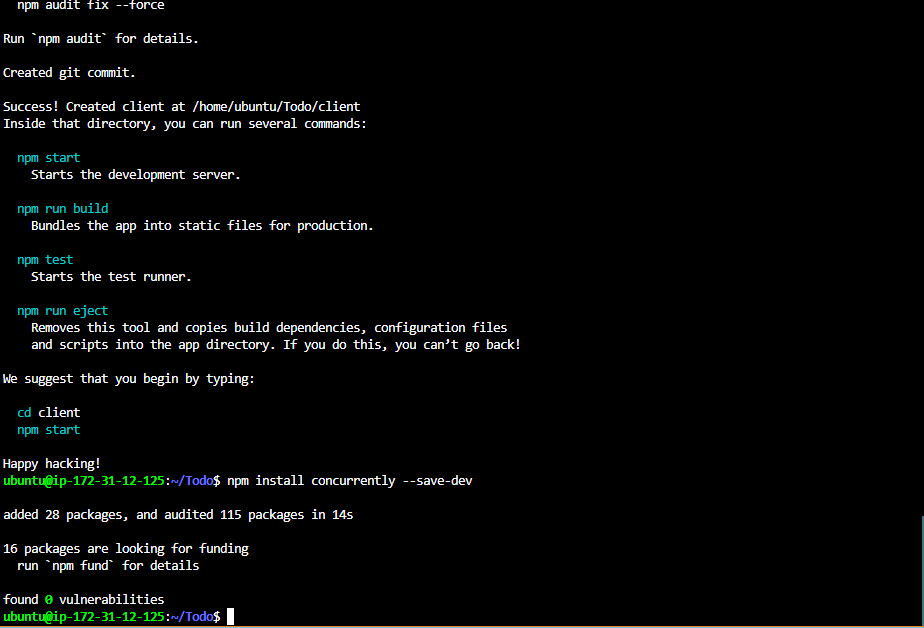 npm audit fix --force
Run `npm audit` for details.
Created git commit.
Success! Created client at /home/ubuntu/Todo/client
Inside that directory, you can run several commands:
npm start
Starts the development server.
npm run build
Bundles the app into static files for production.
npm test
Starts the test runner.
npm run eject
Removes this tool and copies build dependencies, configuration files
and scripts into the app directory. If you do this, you can’t go back!
We suggest that you begin by typing:
cd client
npm start
Happy hacking!
ubuntu@ip-172-31-12-125:~/Todo$ npm install concurrently --save-dev
added 28 packages, and audited 115 packages in 14s
16 packages are looking for funding
run `npm fund` for details
found 0 vulnerabilities
ubuntu@ip-172-31-12-125:~/Todo$